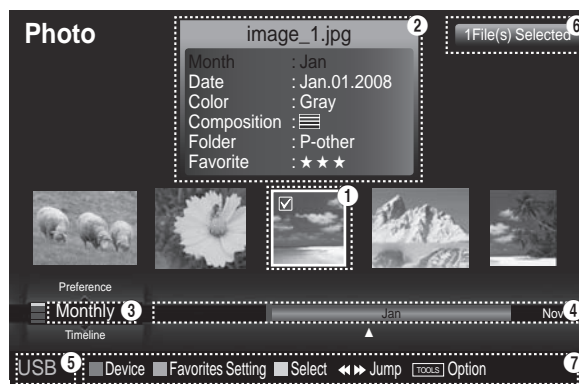 Photo
image_1.jpg
2
1File(s) Selected
6
Month : Jan
Date : Jan.01.2008
Color : Gray
Composition :
Folder : P-other
Favorite : ★★★
1
Preference
Monthly 3
Jan
Nov
4
Timeline
USB 5
Device Favorites Setting Select ◀◀ ▶▶ Jump TOOLS Option
7